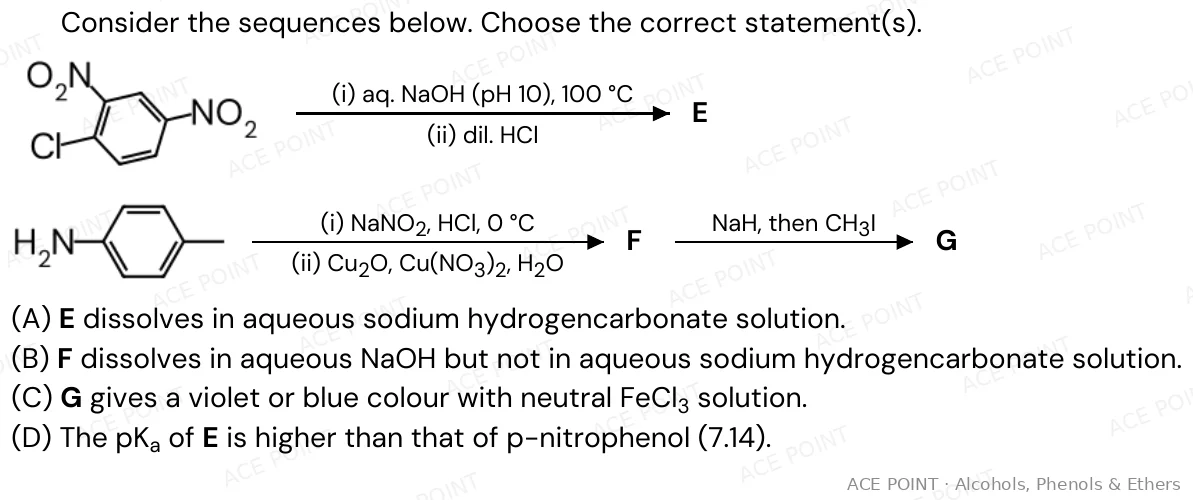 Consider the sequences below. Choose the correct statement(s).
O₂N
NO₂
Cl
(i) aq. NaOH (pH 10), 100 °C
(ii) dil. HCl
E
H₂N
(i) NaNO₂, HCl, 0 °C
(ii) Cu₂O, Cu(NO₃)₂, H₂O
F
NaH, then CH₃I
G
(A) E dissolves in aqueous sodium hydrogencarbonate solution.
(B) F dissolves in aqueous NaOH but not in aqueous sodium hydrogencarbonate solution.
(C) G gives a violet or blue colour with neutral FeCl₃ solution.
(D) The pKₐ of E is higher than that of p-nitrophenol (7.14).
ACE POINT · Alcohols, Phenols & Ethers